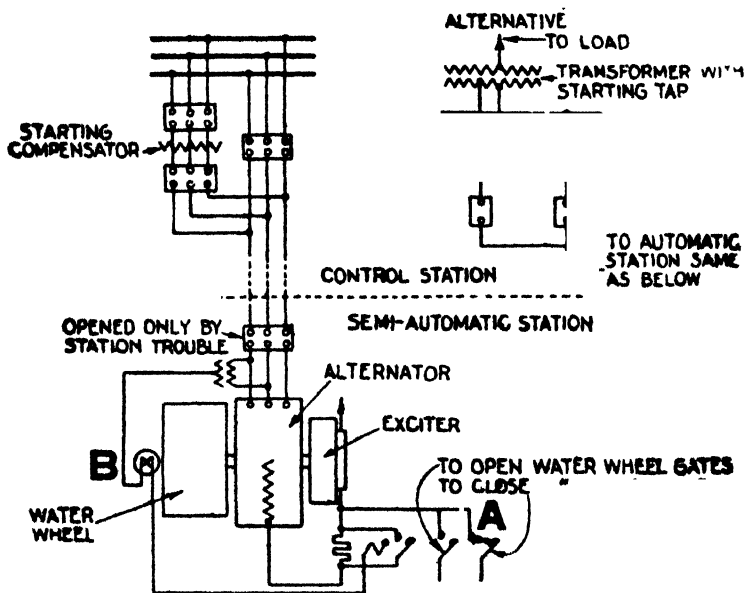 ALTERNATIVE
TO LOAD
TRANSFORMER WITH
STARTING TAP
STARTING
COMPENSATOR
TO AUTOMATIC
STATION SAME
AS BELOW
CONTROL STATION
SEMI-AUTOMATIC STATION
OPENED ONLY BY
STATION TROUBLE
ALTERNATOR
EXCITER
B
M
TO OPEN WATER WHEEL GATES
TO CLOSE "
A
WATER
WHEEL